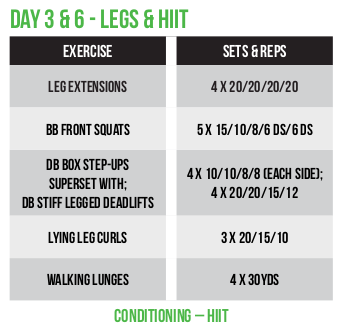 DAY 3 & 6 - LEGS & HIIT
EXERCISE SETS & REPS
LEG EXTENSIONS 4 X 20/20/20/20
BB FRONT SQUATS 5 X 15/10/8/6 DS/6 DS
DB BOX STEP-UPS
SUPERSET WITH;
DB STIFF LEGGED DEADLIFTS
4 X 10/10/8/8 (EACH SIDE);
4 X 20/20/15/12
LYING LEG CURLS 3 X 20/15/10
WALKING LUNGES 4 X 30YDS
CONDITIONING – HIIT